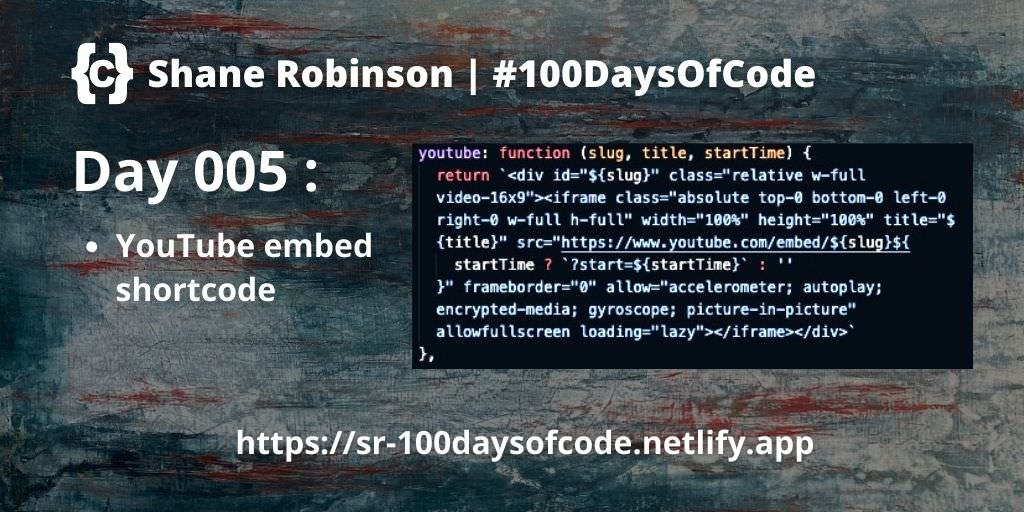 {C} Shane Robinson | #100DaysOfCode
Day 005 :
• YouTube embed
shortcode
youtube: function (slug, title, startTime) {
return `<div id="${slug}" class="relative w-full
video-16x9"><iframe class="absolute top-0 bottom-0 left-0
right-0 w-full h-full" width="100%" height="100%" title="$
{title}" src="https://www.youtube.com/embed/${slug}${
startTime ? `?start=${startTime}` : ''
}" frameborder="0" allow="accelerometer; autoplay;
encrypted-media; gyroscope; picture-in-picture"
allowfullscreen loading="lazy"></iframe></div>`
},
https://sr-100daysofcode.netlify.app